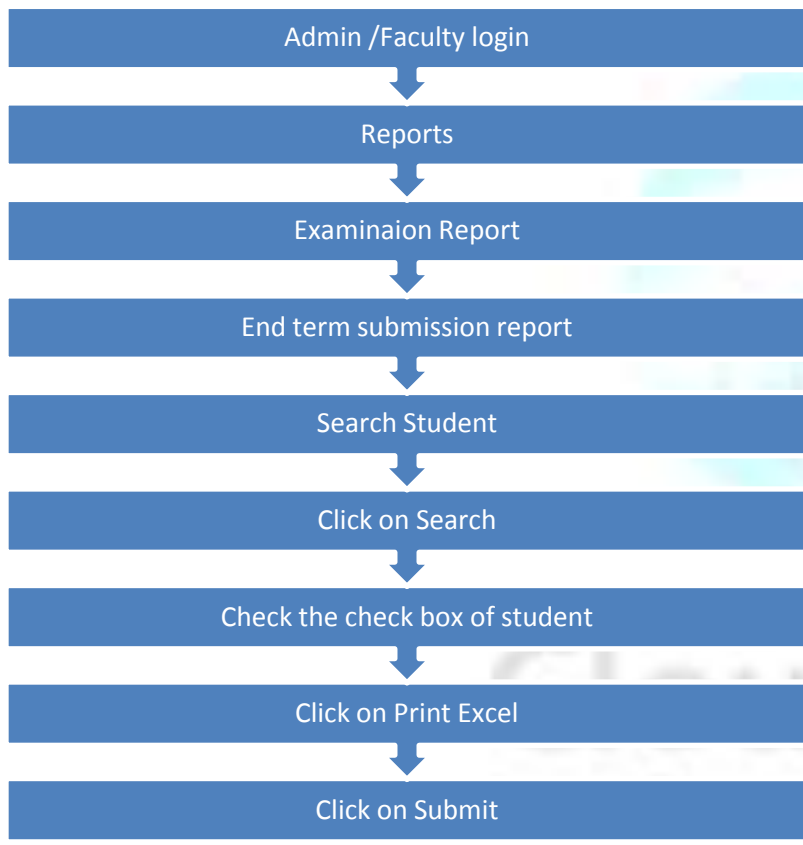 Admin /Faculty login
Reports
Examinaion Report
End term submission report
Search Student
Click on Search
Check the check box of student
Click on Print Excel
Click on Submit